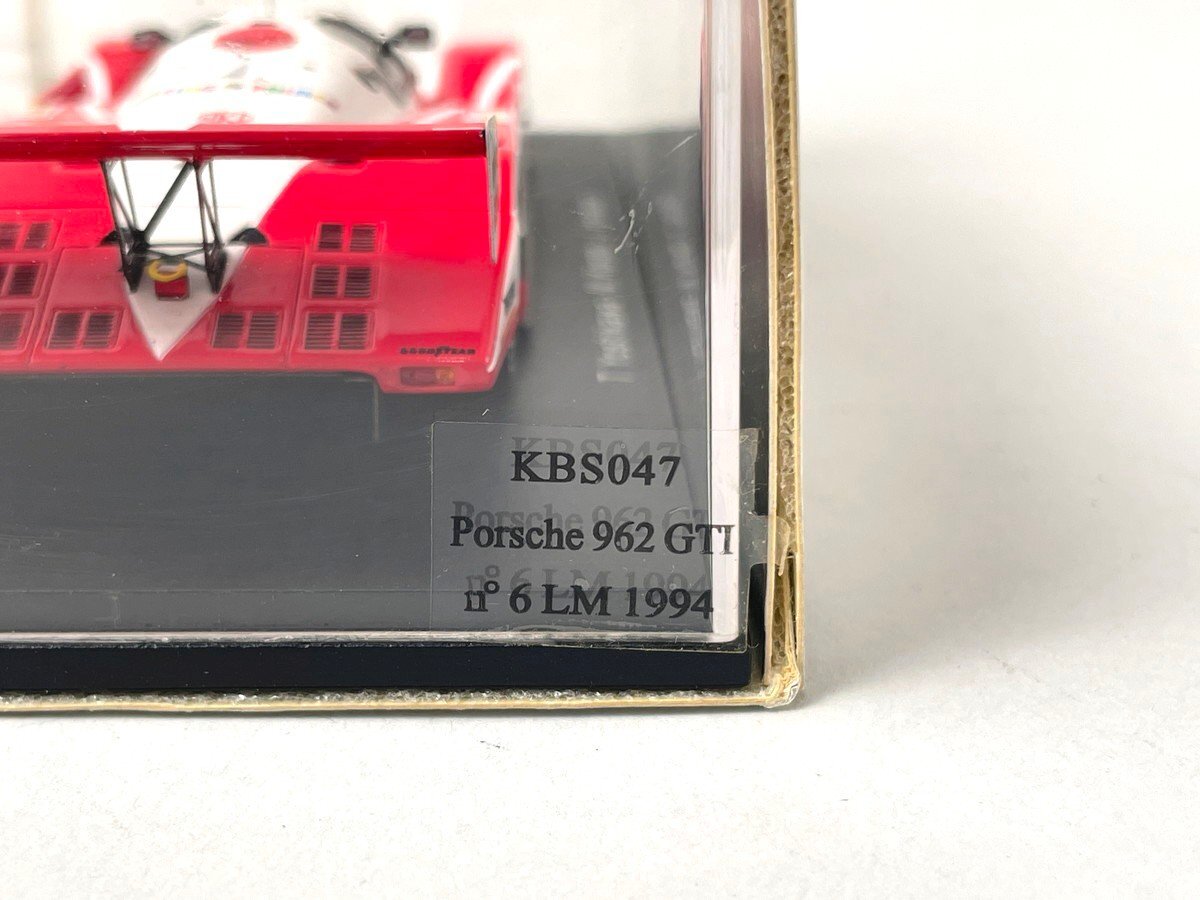 GOODYEAR
KBS047
Porsche 962 GTI
n° 6 LM 1994